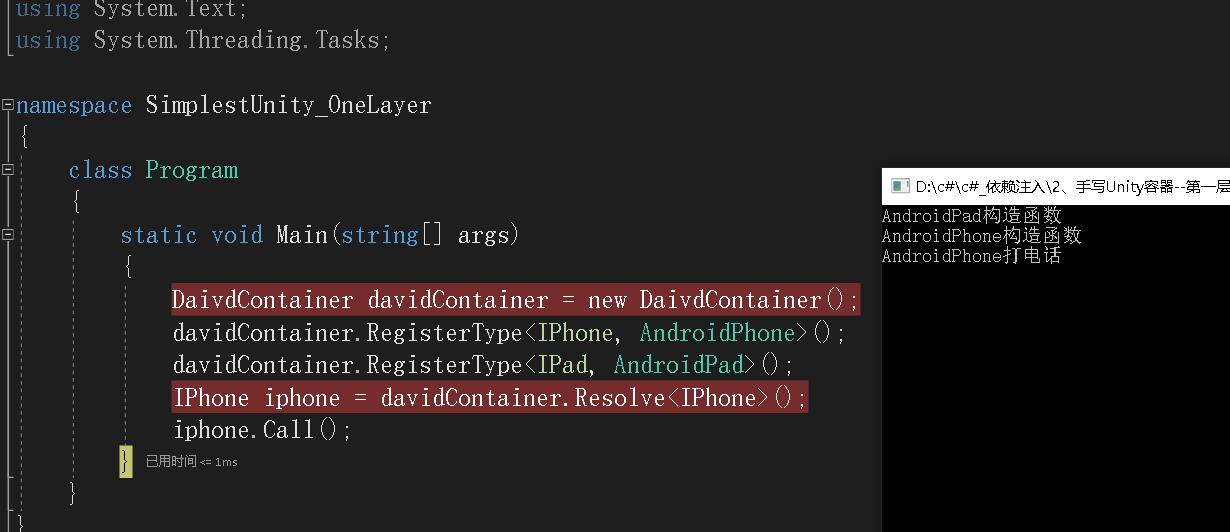 using System.Text;
using System.Threading.Tasks;
namespace SimplestUnity_OneLayer
{
class Program
{
static void Main(string[] args)
{
DaivdContainer davidContainer = new DaivdContainer();
davidContainer.RegisterType<IPhone, AndroidPhone>();
davidContainer.RegisterType<IPad, AndroidPad>();
IPhone iphone = davidContainer.Resolve<IPhone>();
iphone.Call();
} 已用时间 <= 1ms
}
}
D:\c#\c#_依赖注入\2、手写Unity容器--第一层
AndroidPad构造函数
AndroidPhone构造函数
AndroidPhone打电话